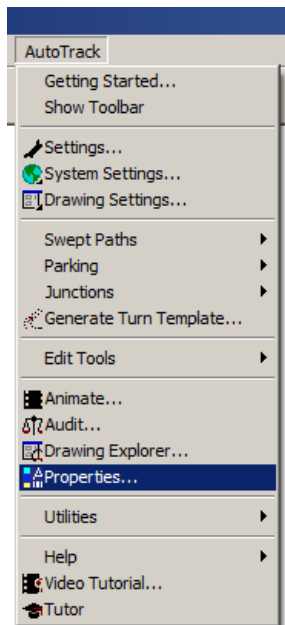 AutoTrack
Getting Started...
Show Toolbar
Settings...
System Settings...
Drawing Settings...
Swept Paths
Parking
Junctions
Generate Turn Template...
Edit Tools
Animate...
Audit...
Drawing Explorer...
Properties...
Utilities
Help
Video Tutorial...
Tutor